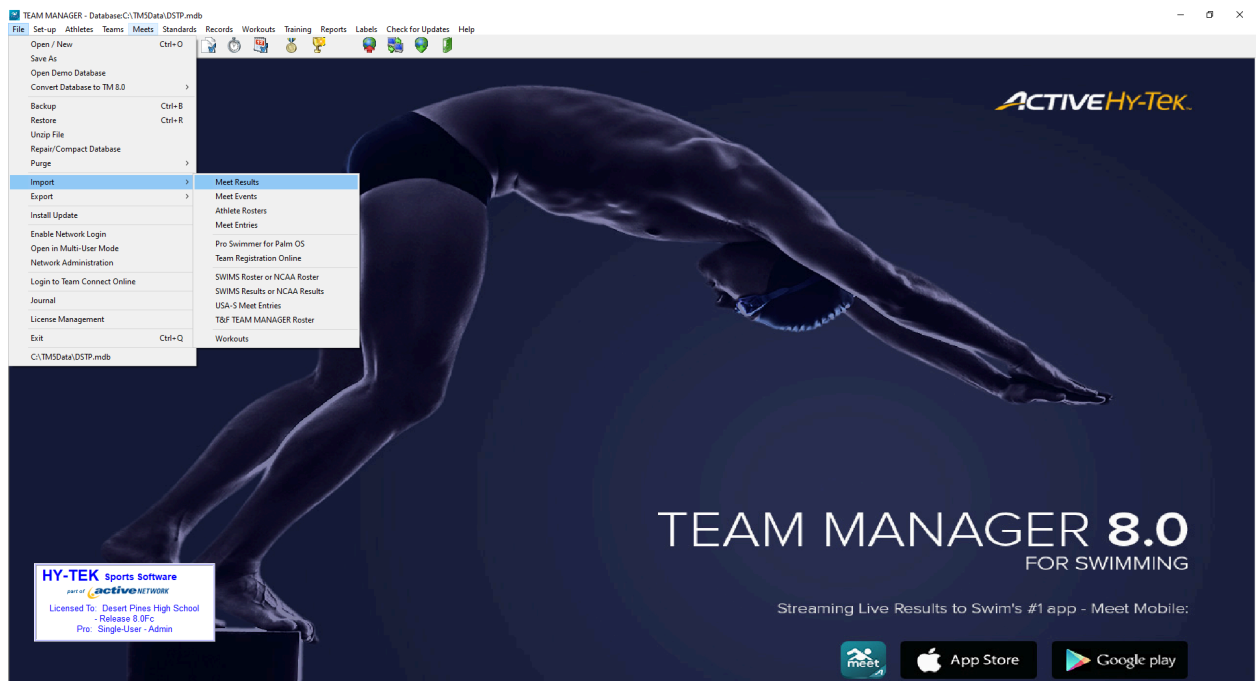 TEAM MANAGER - Database:C:\TM5Data\DSTP.mdb
File Set-up Athletes Teams Meets Standards Records Workouts Training Reports Labels Check for Updates Help
Open / New Ctrl+O
Save As
Open Demo Database
Convert Database to TM 8.0 >
Backup Ctrl+B
Restore Ctrl+R
Unzip File
Repair/Compact Database
Purge >
Import >
Export >
Install Update
Enable Network Login
Open in Multi-User Mode
Network Administration
Login to Team Connect Online
Journal
License Management
Exit Ctrl+Q
C:\TM5Data\DSTP.mdb
Meet Results
Meet Events
Athlete Rosters
Meet Entries
Pro Swimmer for Palm OS
Team Registration Online
SWIMS Roster or NCAA Roster
SWIMS Results or NCAA Results
USA-S Meet Entries
T&F TEAM MANAGER Roster
Workouts
ACTIVE HY-TEK
TEAM MANAGER 8.0
FOR SWIMMING
HY-TEK Sports Software
part of active NETWORK
Licensed To: Desert Pines High School
- Release 8.0Fc
Pro: Single-User - Admin
Streaming Live Results to Swim's #1 app - Meet Mobile:
meet
App Store
Google play